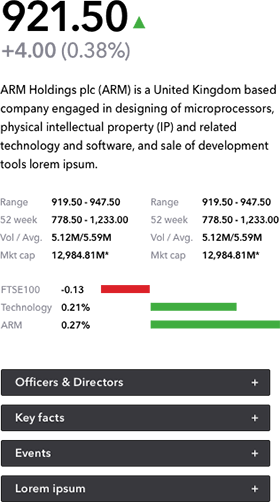 921.50
+4.00 (0.38%)
ARM Holdings plc (ARM) is a United Kingdom based
company engaged in designing of microprocessors,
physical intellectual property (IP) and related
technology and software, and sale of development
tools lorem ipsum.
Range 919.50 - 947.50 Range 919.50 - 947.50
52 week 778.50 - 1,233.00 52 week 778.50 - 1,233.00
Vol / Avg. 5.12M/5.59M Vol / Avg. 5.12M/5.59M
Mkt cap 12,984.81M* Mkt cap 12,984.81M*
FTSE100 -0.13
Technology 0.21%
ARM 0.27%
Officers & Directors +
Key facts +
Events +
Lorem ipsum +